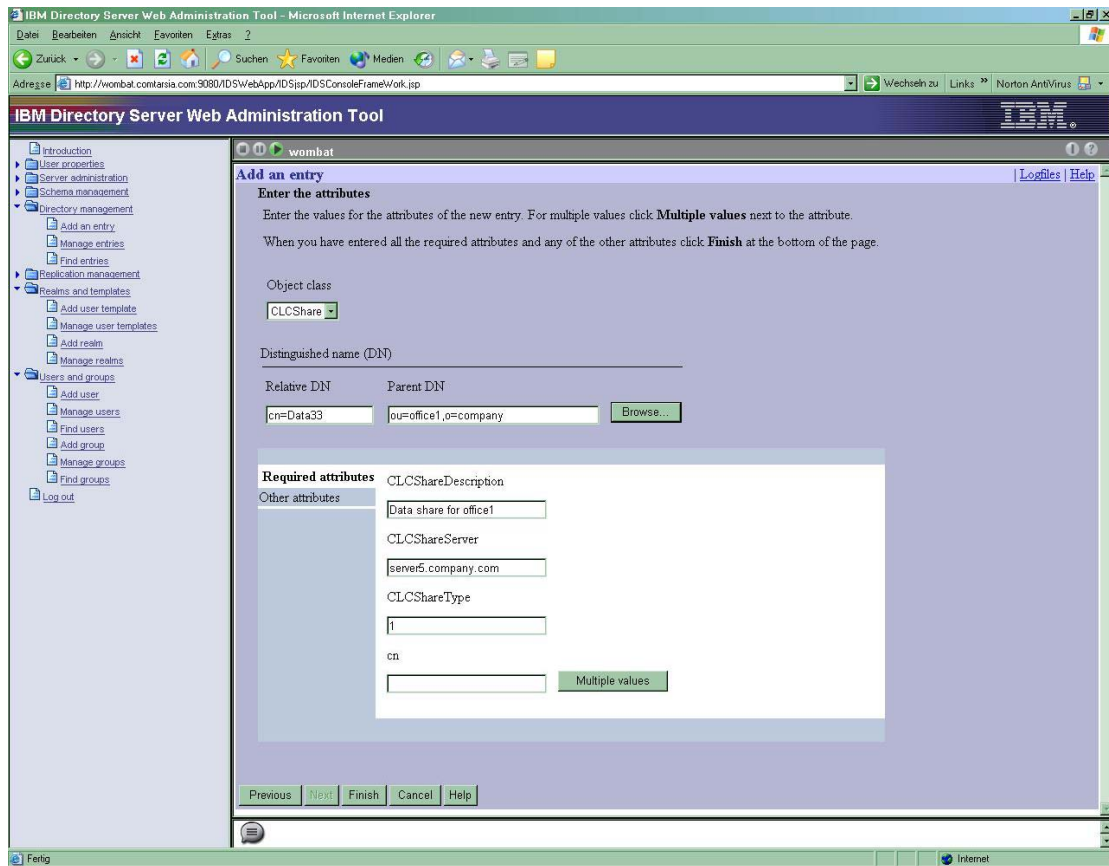 IBM Directory Server Web Administration Tool - Microsoft Internet Explorer
Datei Bearbeiten Ansicht Favoriten Extras ?
Zurück Suchen Favoriten Medien
Adresse http://wombat.comtarsia.com:9080/IDSWebApp/IDSjsp/IDSConsoleFrameWork.jsp Wechseln zu Links » Norton AntiVirus
IBM Directory Server Web Administration Tool IBM
Introduction
User properties
Server administration
Schema management
Directory management
Add an entry
Manage entries
Find entries
Replication management
Realms and templates
Add user template
Manage user templates
Add realm
Manage realms
Users and groups
Add user
Manage users
Find users
Add group
Manage groups
Find groups
Log out
wombat
Add an entry | Logfiles | Help
Enter the attributes
Enter the values for the attributes of the new entry. For multiple values click Multiple values next to the attribute.
When you have entered all the required attributes and any of the other attributes click Finish at the bottom of the page.
Object class
CLCShare
Distinguished name (DN)
Relative DN Parent DN
cn=Data33 ou=office1,o=company Browse...
Required attributes
Other attributes
CLCShareDescription
Data share for office1
CLCShareServer
server5.company.com
CLCShareType
1
cn
Multiple values
Previous Next Finish Cancel Help
Fertig Internet